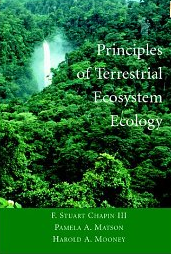 Principles
of Terrestrial
Ecosystem
Ecology
F. Stuart Chapin III
Pamela A. Matson
Harold A. Mooney